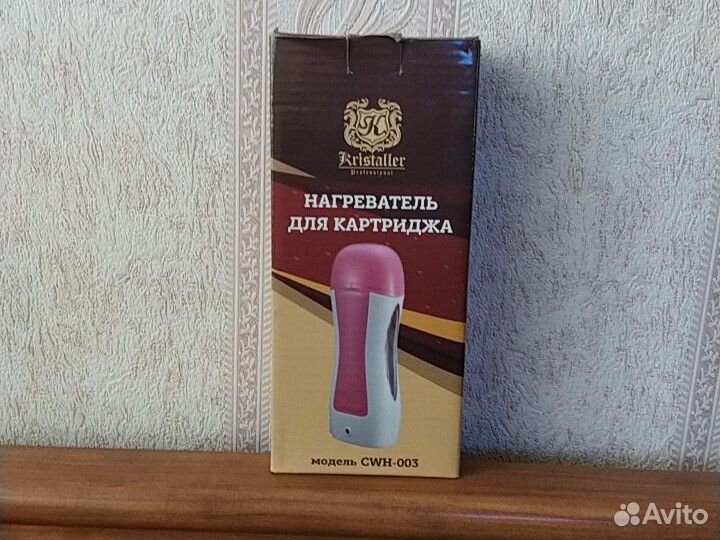 K
Kristaller
Professional
НАГРЕВАТЕЛЬ
ДЛЯ КАРТРИДЖА
модель CWH-003
Avito